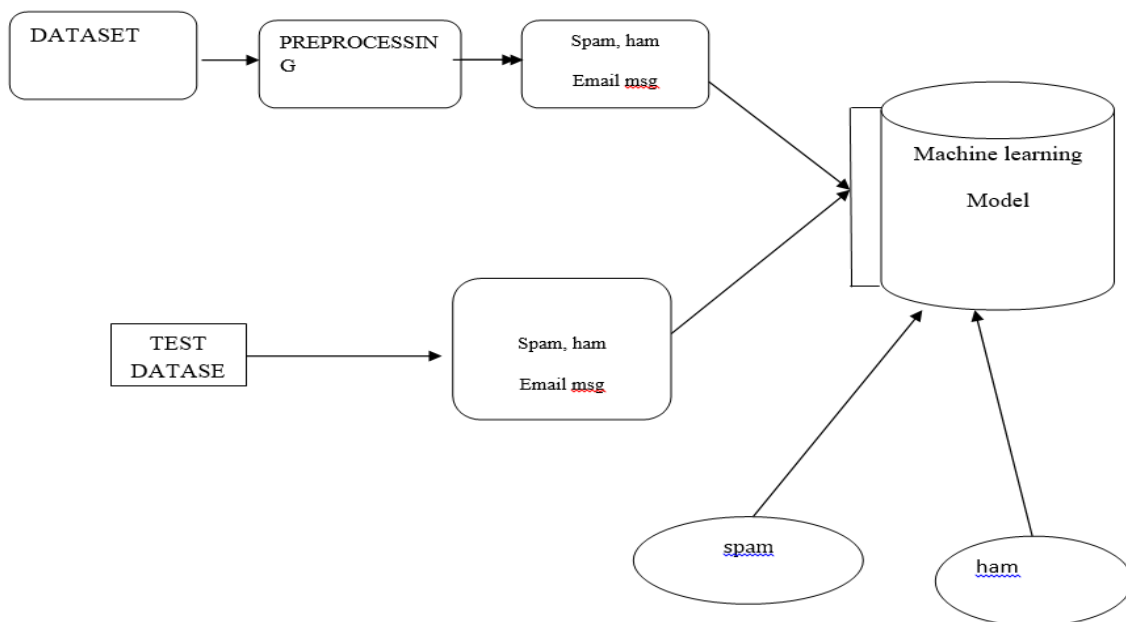 DATASET
PREPROCESSIN
G
Spam, ham
Email msg
Machine learning
Model
TEST
DATASE
Spam, ham
Email msg
spam
ham